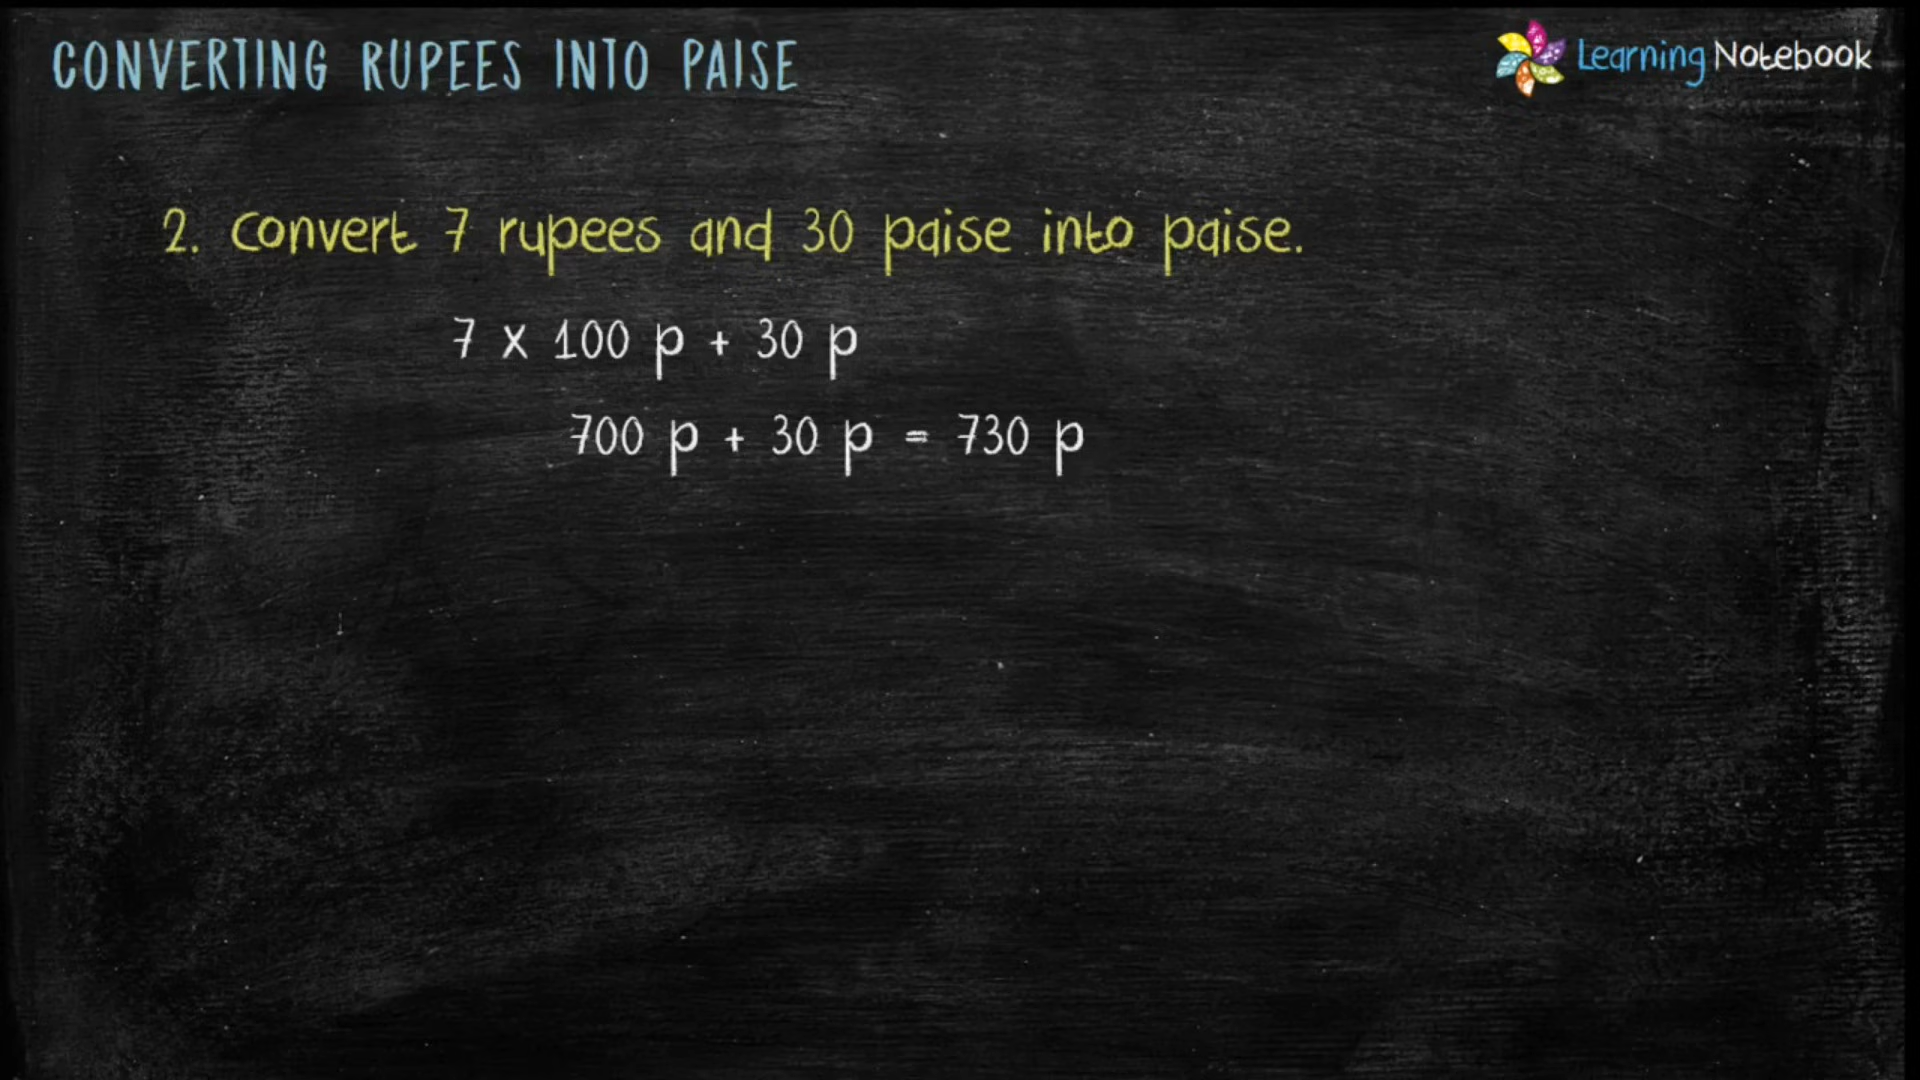 CONVERTING RUPEES INTO PAISE
Learning Notebook
2. Convert 7 rupees and 30 paise into paise.
7 x 100 p + 30 p
700 p + 30 p = 730 p